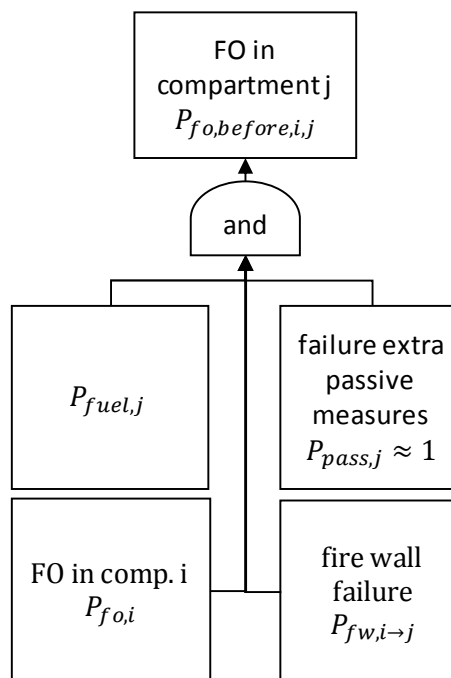 FO in
compartment j
P_{fo,before,i,j}
and
P_{fuel,j}
failure extra
passive
measures
P_{pass,j} ≈ 1
FO in comp. i
P_{fo,i}
fire wall
failure
P_{fw,i→j}